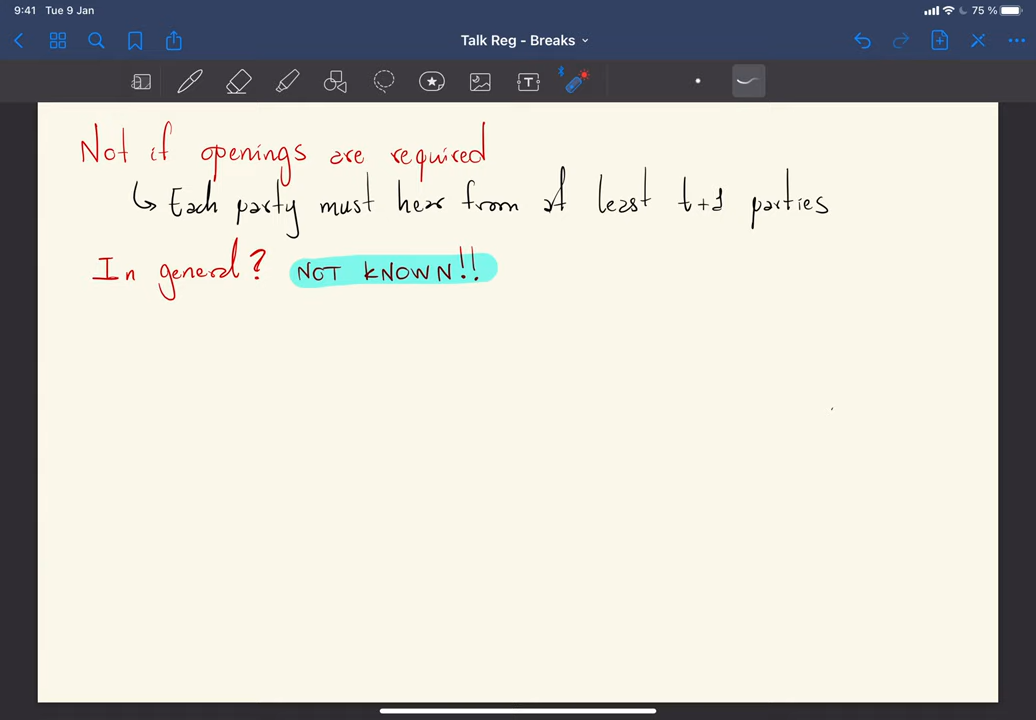 9:41 Tue 9 Jan 75 %
Talk Reg - Breaks
T
Not if openings are required
↳ Each party must hear from at least t+1 parties
In general? NOT KNOWN!!